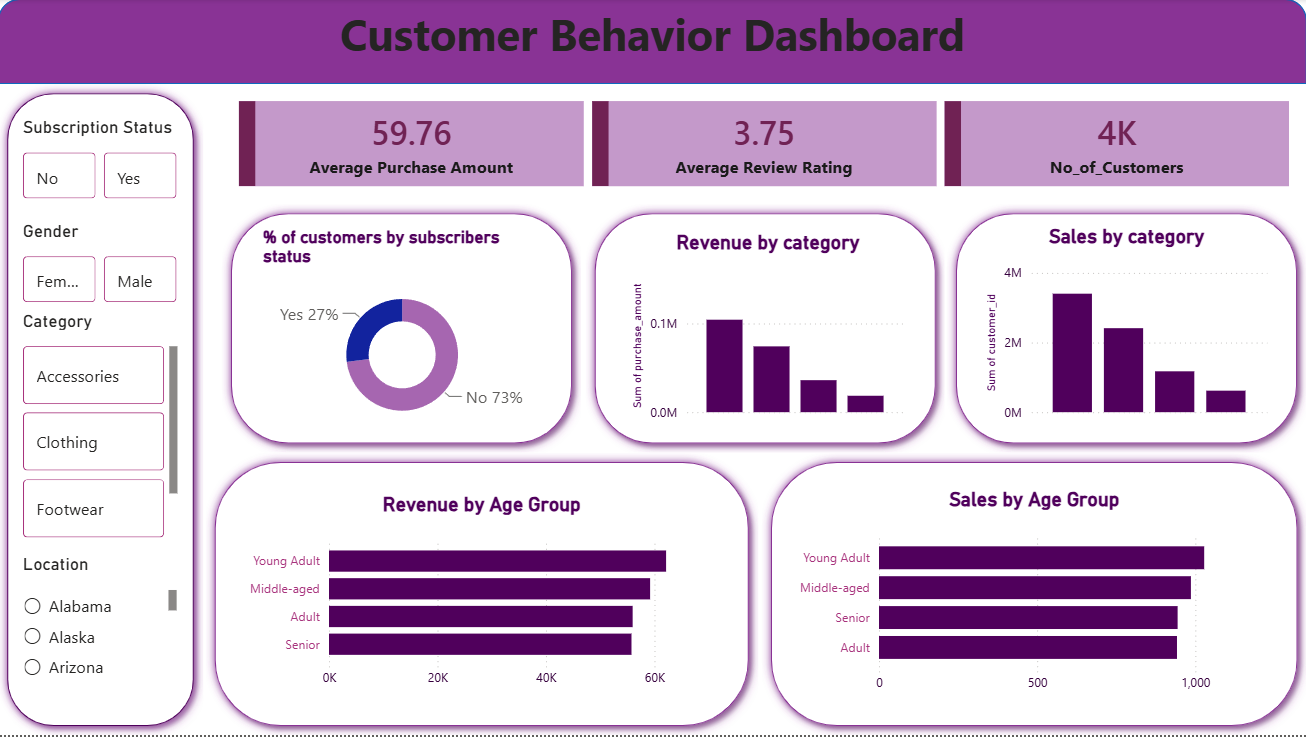 Customer Behavior Dashboard
Subscription Status
No
Yes
Gender
Fem...
Male
Category
Accessories
Clothing
Footwear
Location
Alabama
Alaska
Arizona
59.76
Average Purchase Amount
3.75
Average Review Rating
4K
No_of_Customers
% of customers by subscribers
status
Yes 27%
No 73%
Revenue by category
Sum of purchase_amount
0.1M
0.0M
Sales by category
Sum of customer_id
4M
2M
0M
Revenue by Age Group
Young Adult
Middle-aged
Adult
Senior
0K
20K
40K
60K
Sales by Age Group
Young Adult
Middle-aged
Senior
Adult
0
500
1,000